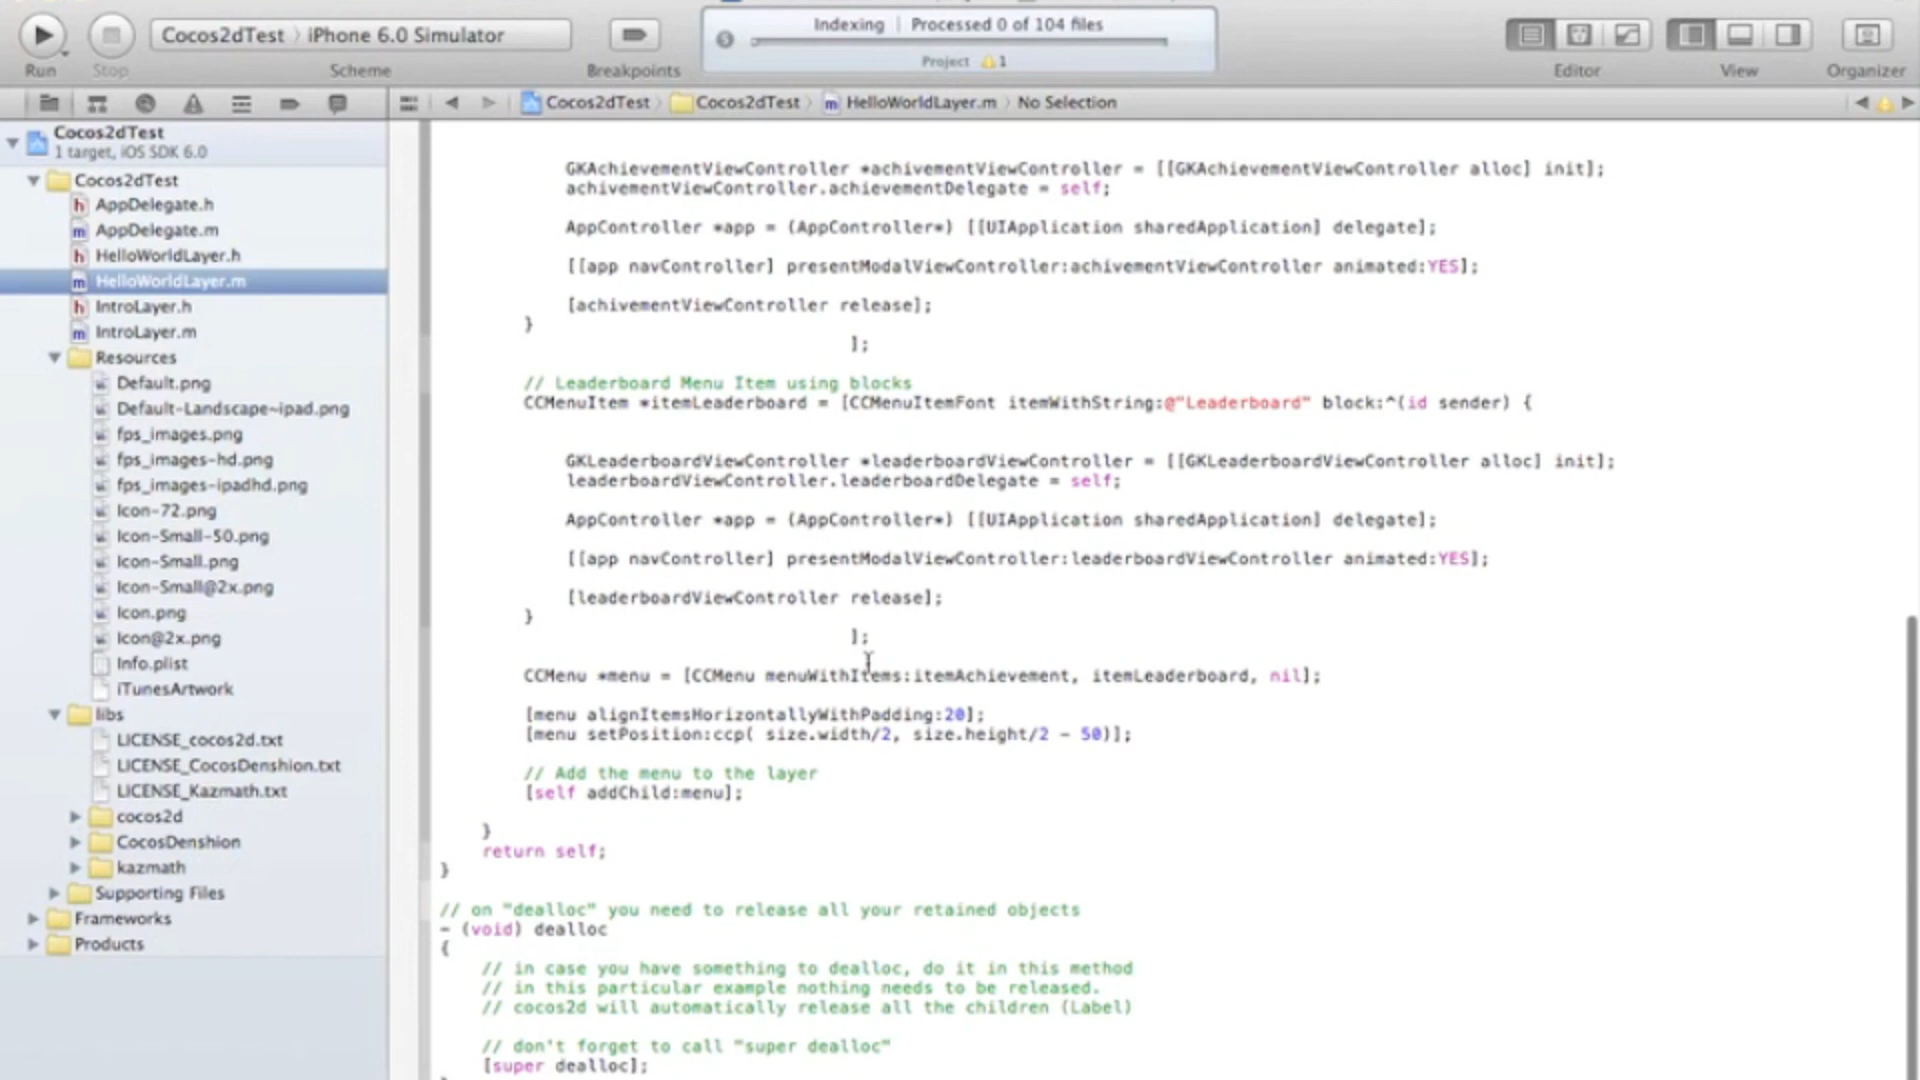 Cocos2dTest iPhone 6.0 Simulator
Indexing | Processed 0 of 104 files
Project 1
Run Stop Scheme Breakpoints Editor View Organizer
Cocos2dTest Cocos2dTest HelloWorldLayer.m No Selection
Cocos2dTest
1 target, iOS SDK 6.0
Cocos2dTest
AppDelegate.h
AppDelegate.m
HelloWorldLayer.h
HelloWorldLayer.m
IntroLayer.h
IntroLayer.m
Resources
Default.png
Default-Landscape~ipad.png
fps_images.png
fps_images-hd.png
fps_images-ipadhd.png
Icon-72.png
Icon-Small-50.png
Icon-Small.png
Icon-Small@2x.png
Icon.png
Icon@2x.png
Info.plist
iTunesArtwork
libs
LICENSE_cocos2d.txt
LICENSE_CocosDenshion.txt
LICENSE_Kazmath.txt
cocos2d
CocosDenshion
kazmath
Supporting Files
Frameworks
Products
GKAchievementViewController *achivementViewController = [[GKAchievementViewController alloc] init];
achivementViewController.achievementDelegate = self;
AppController *app = (AppController*) [[UIApplication sharedApplication] delegate];
[[app navController] presentModalViewController:achivementViewController animated:YES];
[achivementViewController release];
}
];
// Leaderboard Menu Item using blocks
CCMenuItem *itemLeaderboard = [CCMenuItemFont itemWithString:@"Leaderboard" block:^(id sender) {
GKLeaderboardViewController *leaderboardViewController = [[GKLeaderboardViewController alloc] init];
leaderboardViewController.leaderboardDelegate = self;
AppController *app = (AppController*) [[UIApplication sharedApplication] delegate];
[[app navController] presentModalViewController:leaderboardViewController animated:YES];
[leaderboardViewController release];
}
];
CCMenu *menu = [CCMenu menuWithItems:itemAchievement, itemLeaderboard, nil];
[menu alignItemsHorizontallyWithPadding:20];
[menu setPosition:ccp( size.width/2, size.height/2 - 50)];
// Add the menu to the layer
[self addChild:menu];
}
return self;
}
// on "dealloc" you need to release all your retained objects
- (void) dealloc
{
// in case you have something to dealloc, do it in this method
// in this particular example nothing needs to be released.
// cocos2d will automatically release all the children (Label)
// don't forget to call "super dealloc"
[super dealloc];